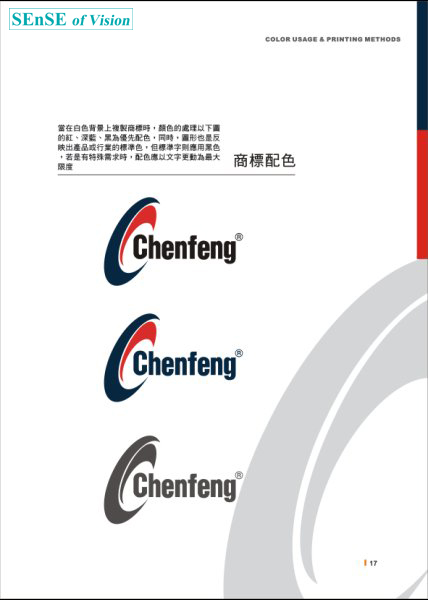 SEnSE of Vision
COLOR USAGE & PRINTING METHODS
當在白色背景上複製商標時，顏色的處理以下圖
的紅、深藍、黑為優先配色，同時，圖形也是反
映出產品或行業的標準色，但標準字則應用黑色
，若是有特殊需求時，配色應以文字更動為最大
限度
商標配色
Chenfeng®
Chenfeng®
Chenfeng®
17